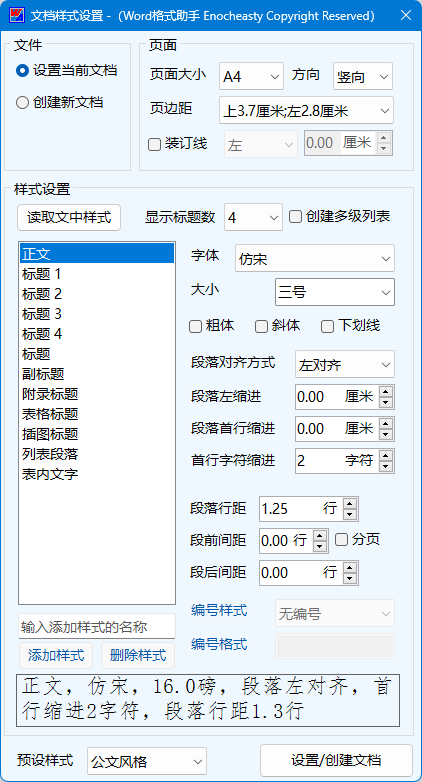 文档样式设置 -（Word格式助手 Enocheasty Copyright Reserved）
文件
设置当前文档
创建新文档
页面
页面大小 A4 方向 竖向
页边距 上3.7厘米;左2.8厘米
装订线 左 0.00 厘米
样式设置
读取文中样式 显示标题数 4 创建多级列表
正文
标题 1
标题 2
标题 3
标题 4
标题
副标题
附录标题
表格标题
插图标题
列表段落
表内文字
输入添加样式的名称
添加样式 删除样式
字体 仿宋
大小 三号
粗体 斜体 下划线
段落对齐方式 左对齐
段落左缩进 0.00 厘米
段落首行缩进 0.00 厘米
首行字符缩进 2 字符
段落行距 1.25 行
段前间距 0.00 行 分页
段后间距 0.00 行
编号样式 无编号
编号格式
正文，仿宋，16.0磅，段落左对齐，首
行缩进2字符，段落行距1.3行
预设样式 公文风格 设置/创建文档